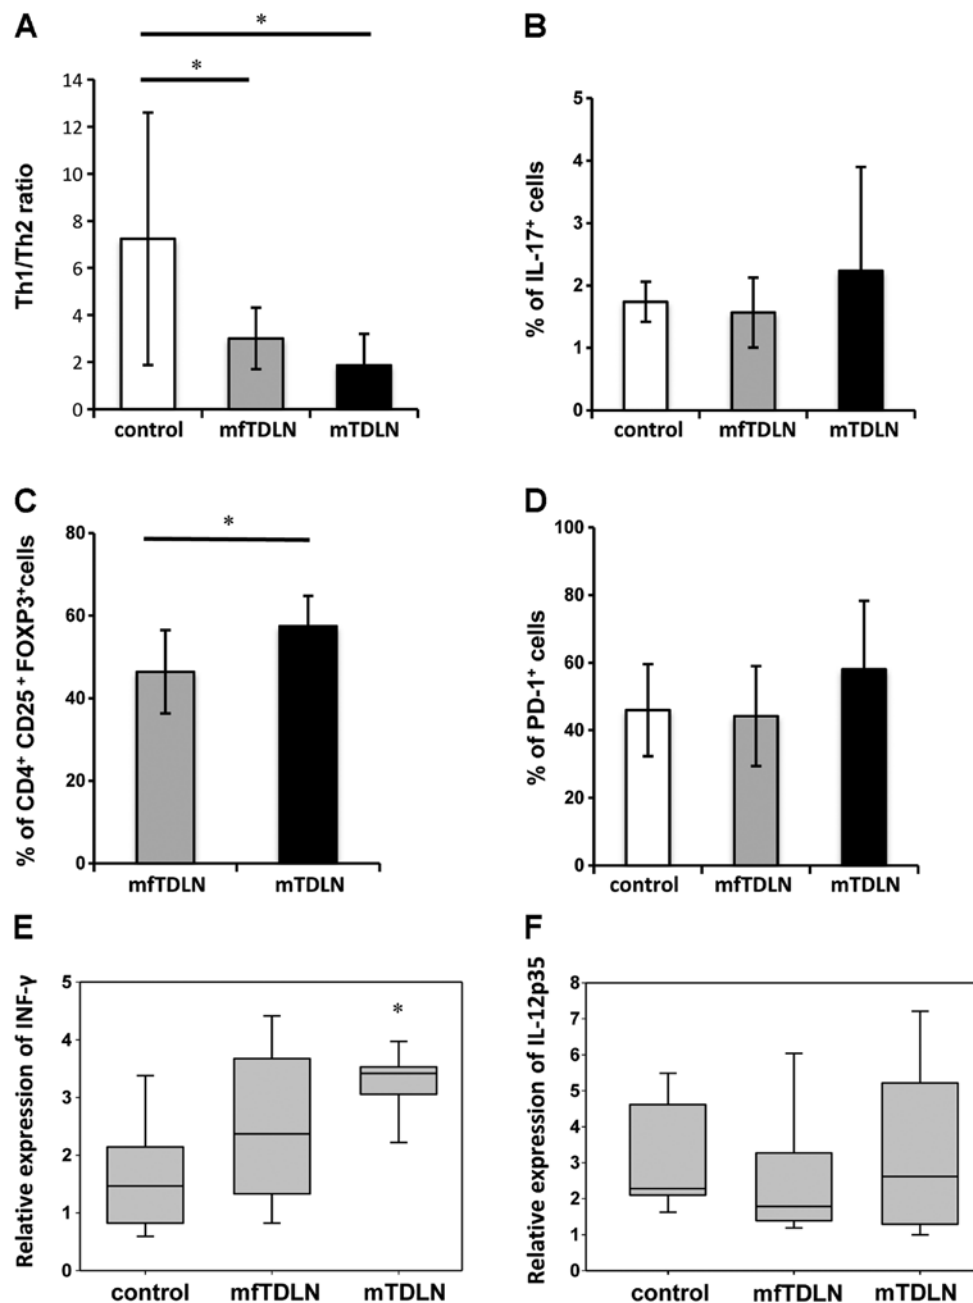 A
*
*
Th1/Th2 ratio
14
12
10
8
6
4
2
0
control mfTDLN mTDLN
B
% of IL-17⁺ cells
5
4
3
2
1
0
control mfTDLN mTDLN
C
*
% of CD4⁺ CD25⁺ FOXP3⁺cells
80
60
40
20
0
mfTDLN mTDLN
D
% of PD-1⁺ cells
100
80
60
40
20
0
control mfTDLN mTDLN
E
Relative expression of INF-γ
5
4
3
2
1
0
*
control mfTDLN mTDLN
F
Relative expression of IL-12p35
8
7
6
5
4
3
2
1
0
control mfTDLN mTDLN